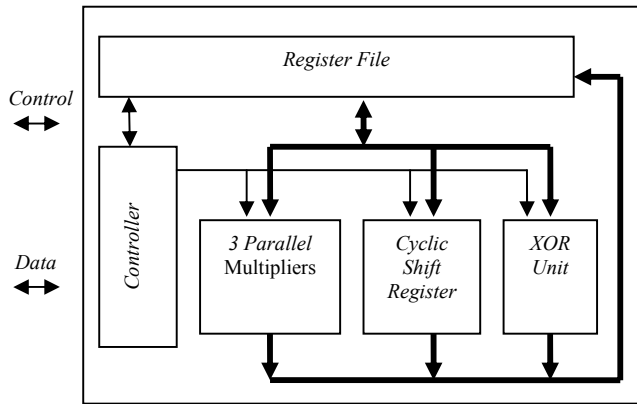 Register File
Control
Controller
3 Parallel
Multipliers
Cyclic
Shift
Register
XOR
Unit
Data